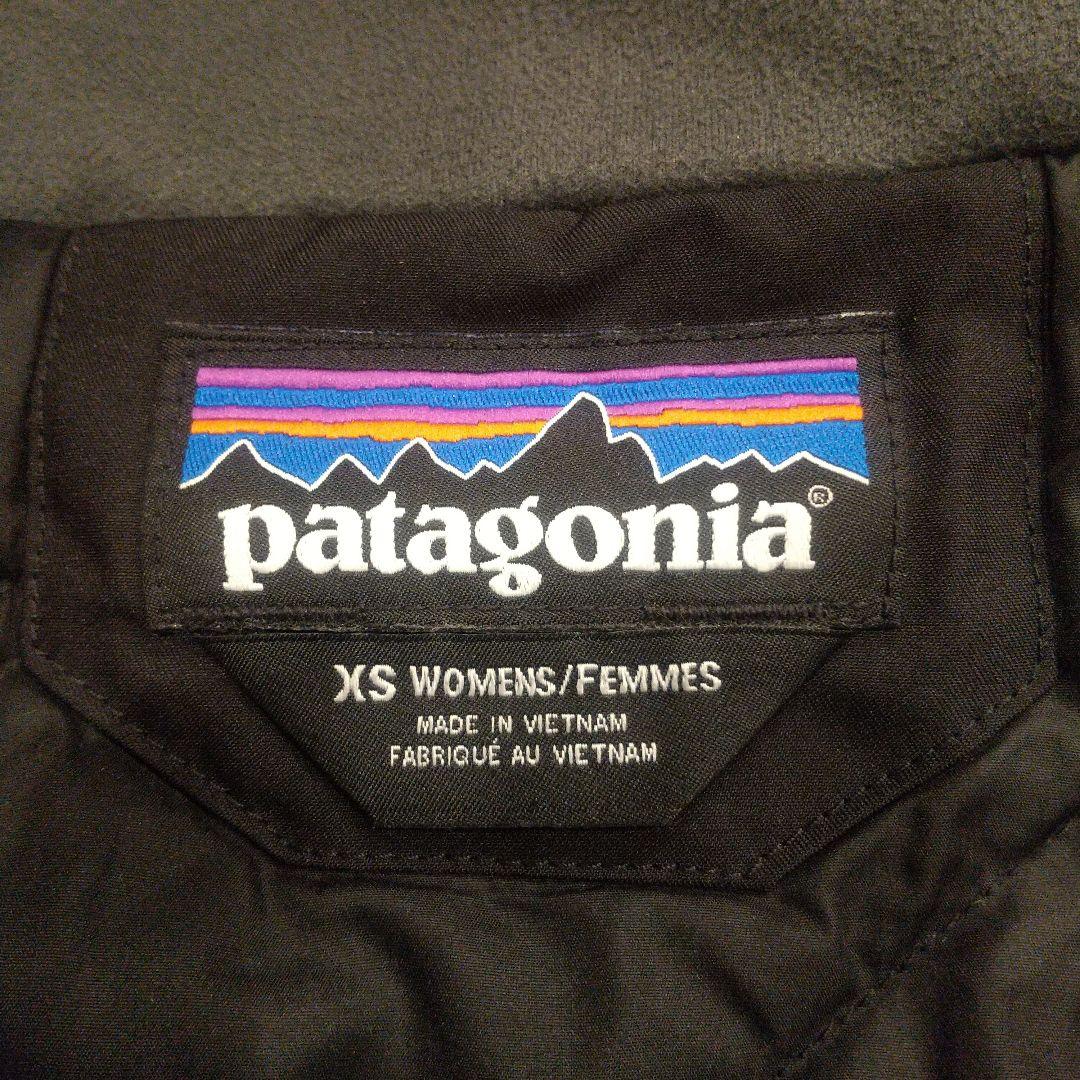 patagonia®
XS WOMENS/FEMMES
MADE IN VIETNAM
FABRIQUÉ AU VIETNAM